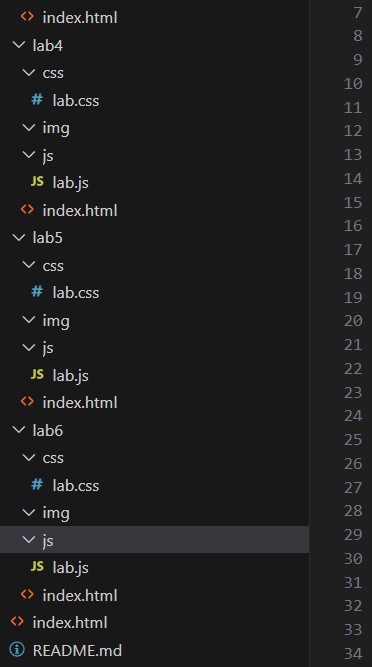 index.html
lab4
css
# lab.css
img
js
JS lab.js
index.html
lab5
css
# lab.css
img
js
JS lab.js
index.html
lab6
css
# lab.css
img
js
JS lab.js
index.html
index.html
README.md
7
8
9
10
11
12
13
14
15
16
17
18
19
20
21
22
23
24
25
26
27
28
29
30
31
32
33
34